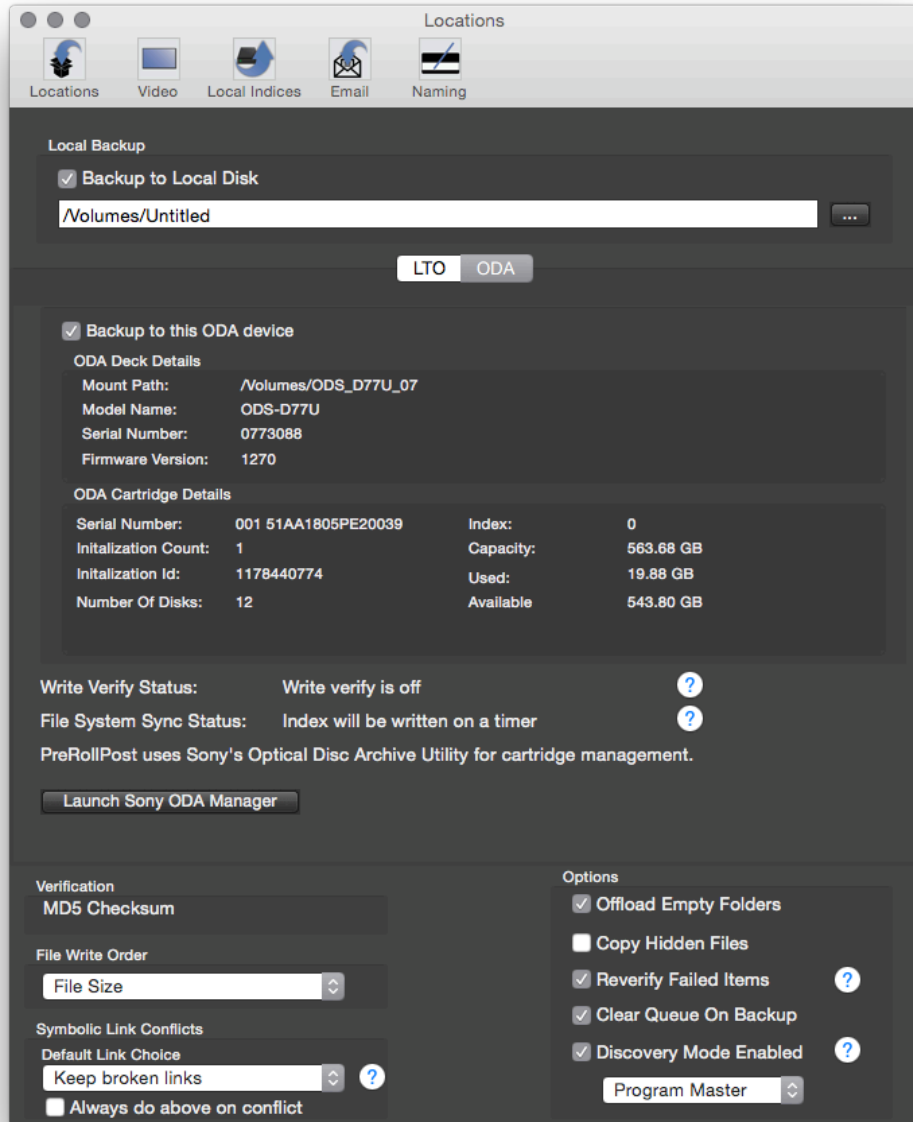 Locations
Locations Video Local Indices Email Naming
Local Backup
Backup to Local Disk
/Volumes/Untitled
...
LTO ODA
Backup to this ODA device
ODA Deck Details
Mount Path: /Volumes/ODS_D77U_07
Model Name: ODS-D77U
Serial Number: 0773088
Firmware Version: 1270
ODA Cartridge Details
Serial Number: 001 51AA1805PE20039 Index: 0
Initalization Count: 1 Capacity: 563.68 GB
Initalization Id: 1178440774 Used: 19.88 GB
Number Of Disks: 12 Available 543.80 GB
Write Verify Status: Write verify is off ?
File System Sync Status: Index will be written on a timer ?
PreRollPost uses Sony's Optical Disc Archive Utility for cartridge management.
Launch Sony ODA Manager
Verification
MD5 Checksum
File Write Order
File Size
Symbolic Link Conflicts
Default Link Choice
Keep broken links ?
Always do above on conflict
Options
Offload Empty Folders
Copy Hidden Files
Reverify Failed Items ?
Clear Queue On Backup
Discovery Mode Enabled ?
Program Master